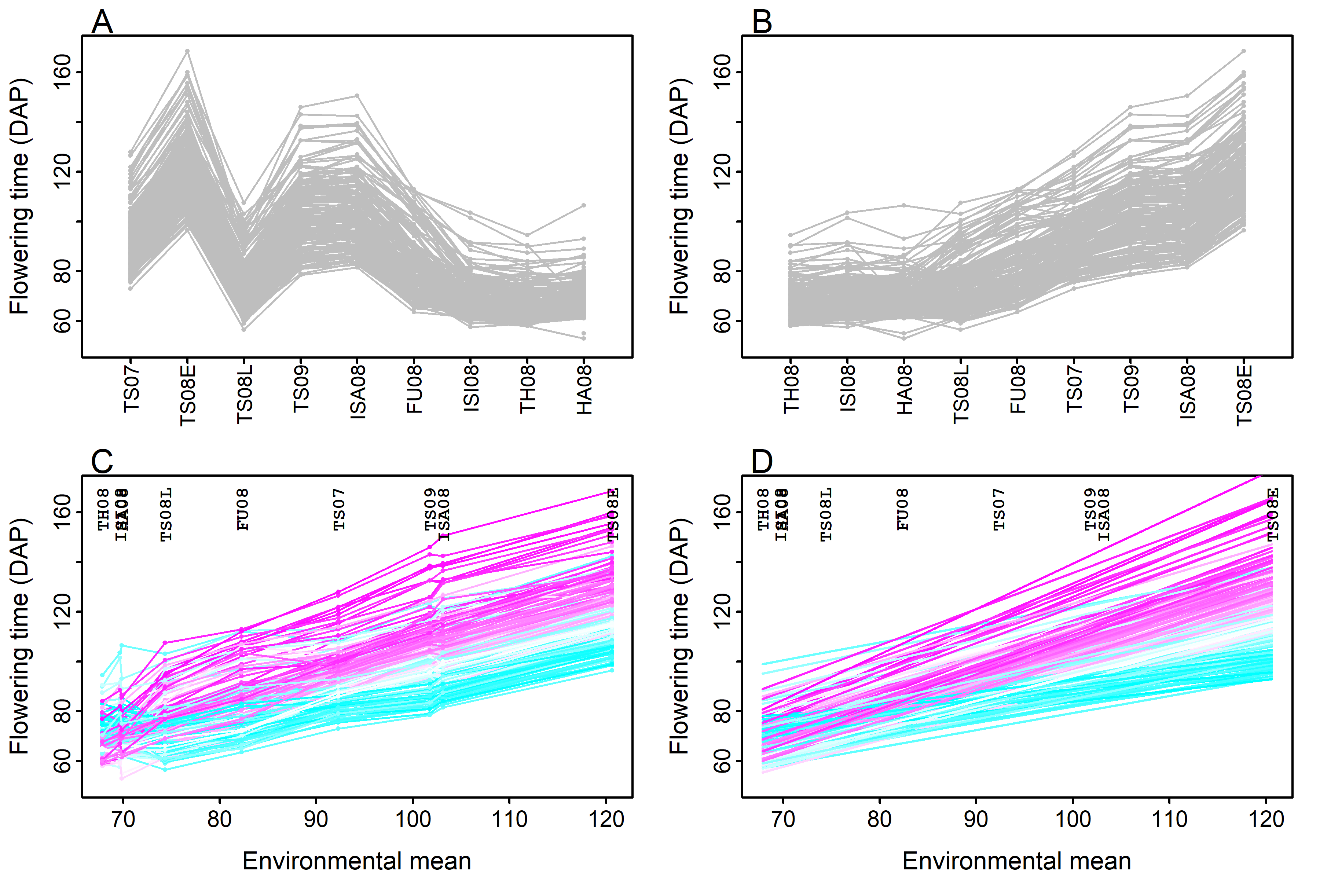 A
Flowering time (DAP)
160
120
80
60
TS07
TS08E
TS08L
TS09
ISA08
FU08
ISI08
TH08
HA08
B
Flowering time (DAP)
160
120
80
60
TH08
ISI08
HA08
TS08L
FU08
TS07
TS09
ISA08
TS08E
C
Flowering time (DAP)
160
120
80
60
TH08
TS08L
FU08
TS07
TS09
ISA08
TS08E
70 80 90 100 110 120
Environmental mean
D
Flowering time (DAP)
160
120
80
60
TH08
TS08L
FU08
TS07
TS09
ISA08
TS08E
70 80 90 100 110 120
Environmental mean